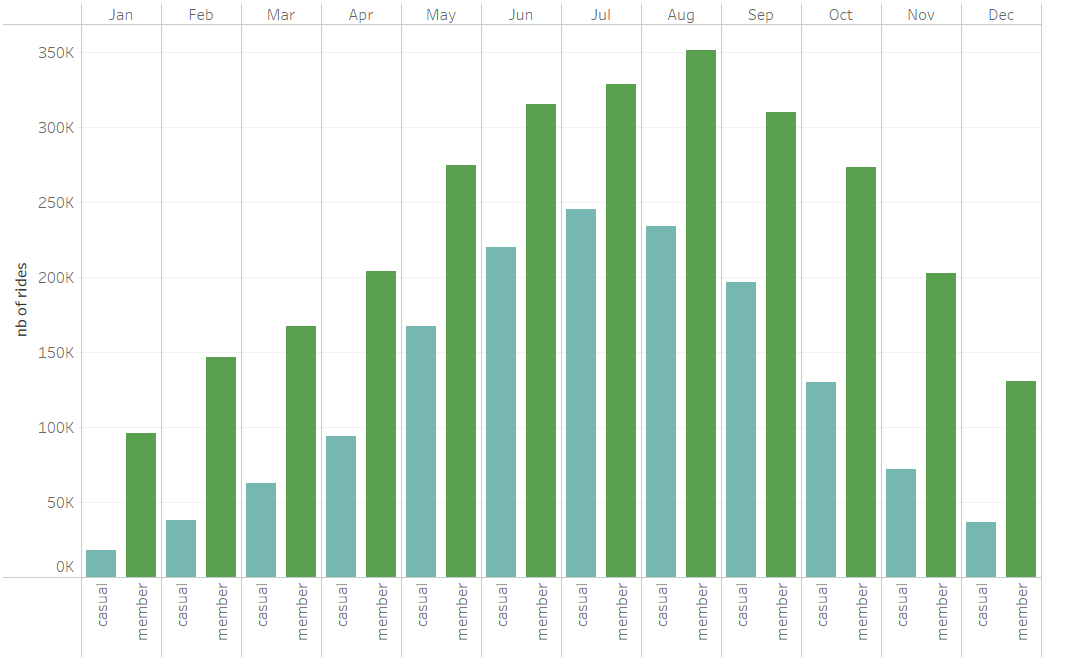 Jan Feb Mar Apr May Jun Jul Aug Sep Oct Nov Dec
350K
300K
250K
200K
150K
100K
50K
0K
nb of rides
casual member casual member casual member casual member casual member casual member casual member casual member casual member casual member casual member casual member